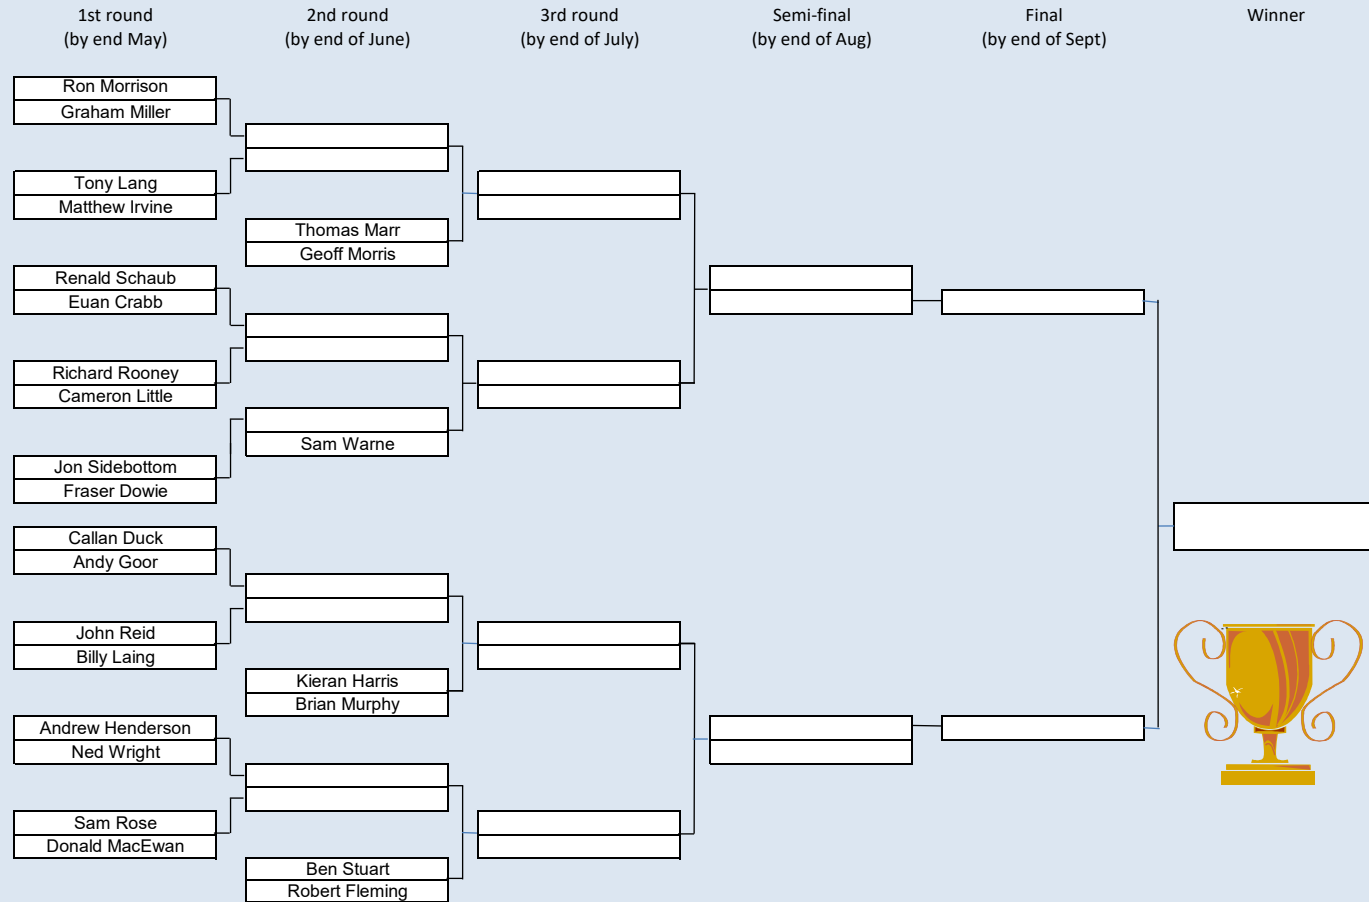 1st round
(by end May)
2nd round
(by end of June)
3rd round
(by end of July)
Semi-final
(by end of Aug)
Final
(by end of Sept)
Winner
Ron Morrison
Graham Miller
Tony Lang
Matthew Irvine
Thomas Marr
Geoff Morris
Renald Schaub
Euan Crabb
Richard Rooney
Cameron Little
Sam Warne
Jon Sidebottom
Fraser Dowie
Callan Duck
Andy Goor
John Reid
Billy Laing
Kieran Harris
Brian Murphy
Andrew Henderson
Ned Wright
Sam Rose
Donald MacEwan
Ben Stuart
Robert Fleming